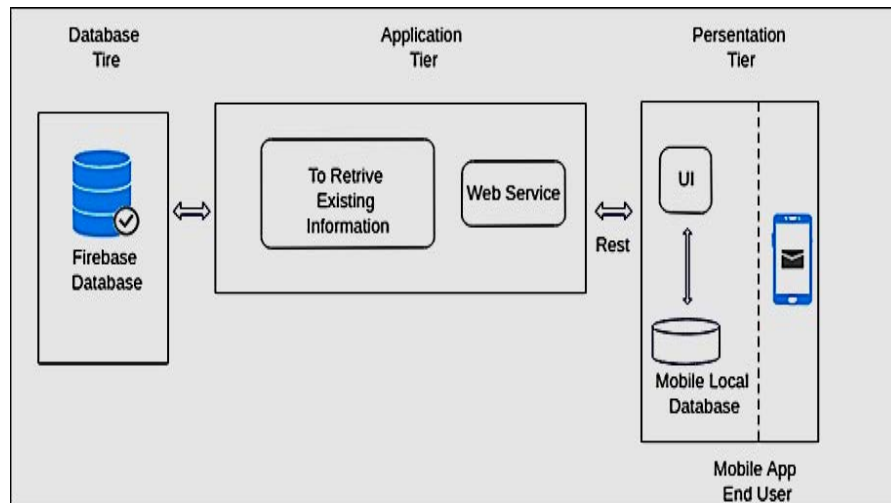 Database
Tire
Application
Tier
Persentation
Tier
Firebase
Database
To Retrive
Existing
Information
Web Service
Rest
UI
Mobile Local
Database
Mobile App
End User